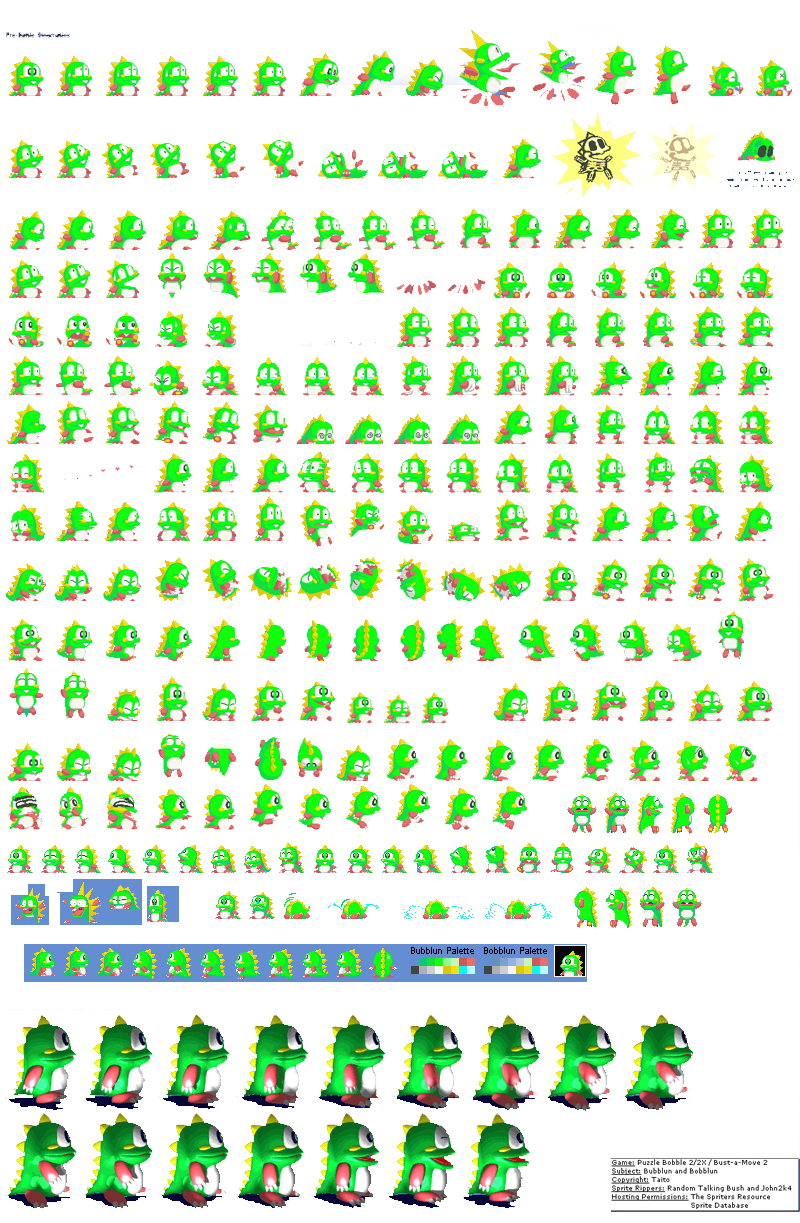 Bubblun Palette
Bobblun Palette
Game: Puzzle Bobble 2/2X / Bust-a-Move 2
Subject: Bubblun and Bobblun
Copyright: Taito
Sprite Rippers: Random Talking Bush and John2k4
Hosting Permissions: The Spriters Resource
Sprite Database